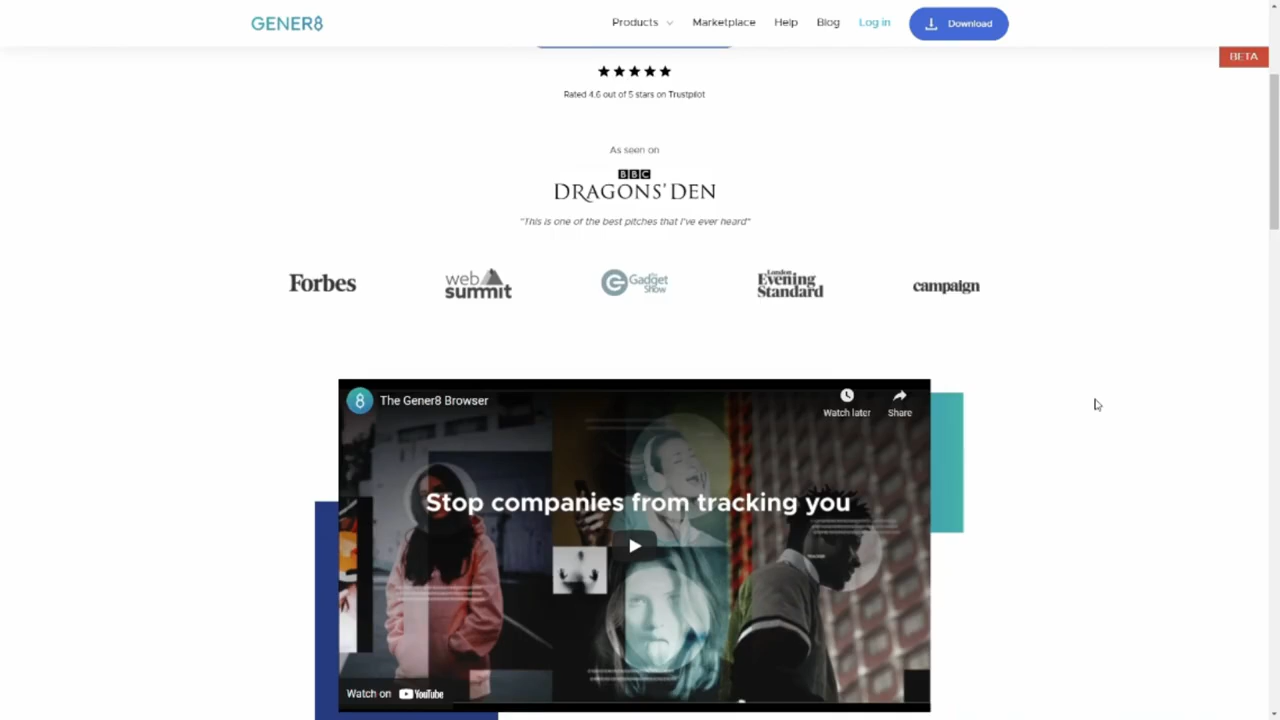 GENER8
Products
Marketplace
Help
Blog
Log in
Download
BETA
Rated 4.6 out of 5 stars on Trustpilot
As seen on
BBC
DRAGONS' DEN
"This is one of the best pitches that I've ever heard"
Forbes
web summit
The Gadget Show
London Evening Standard
campaign
8
The Gener8 Browser
Watch later
Share
Stop companies from tracking you
Watch on YouTube